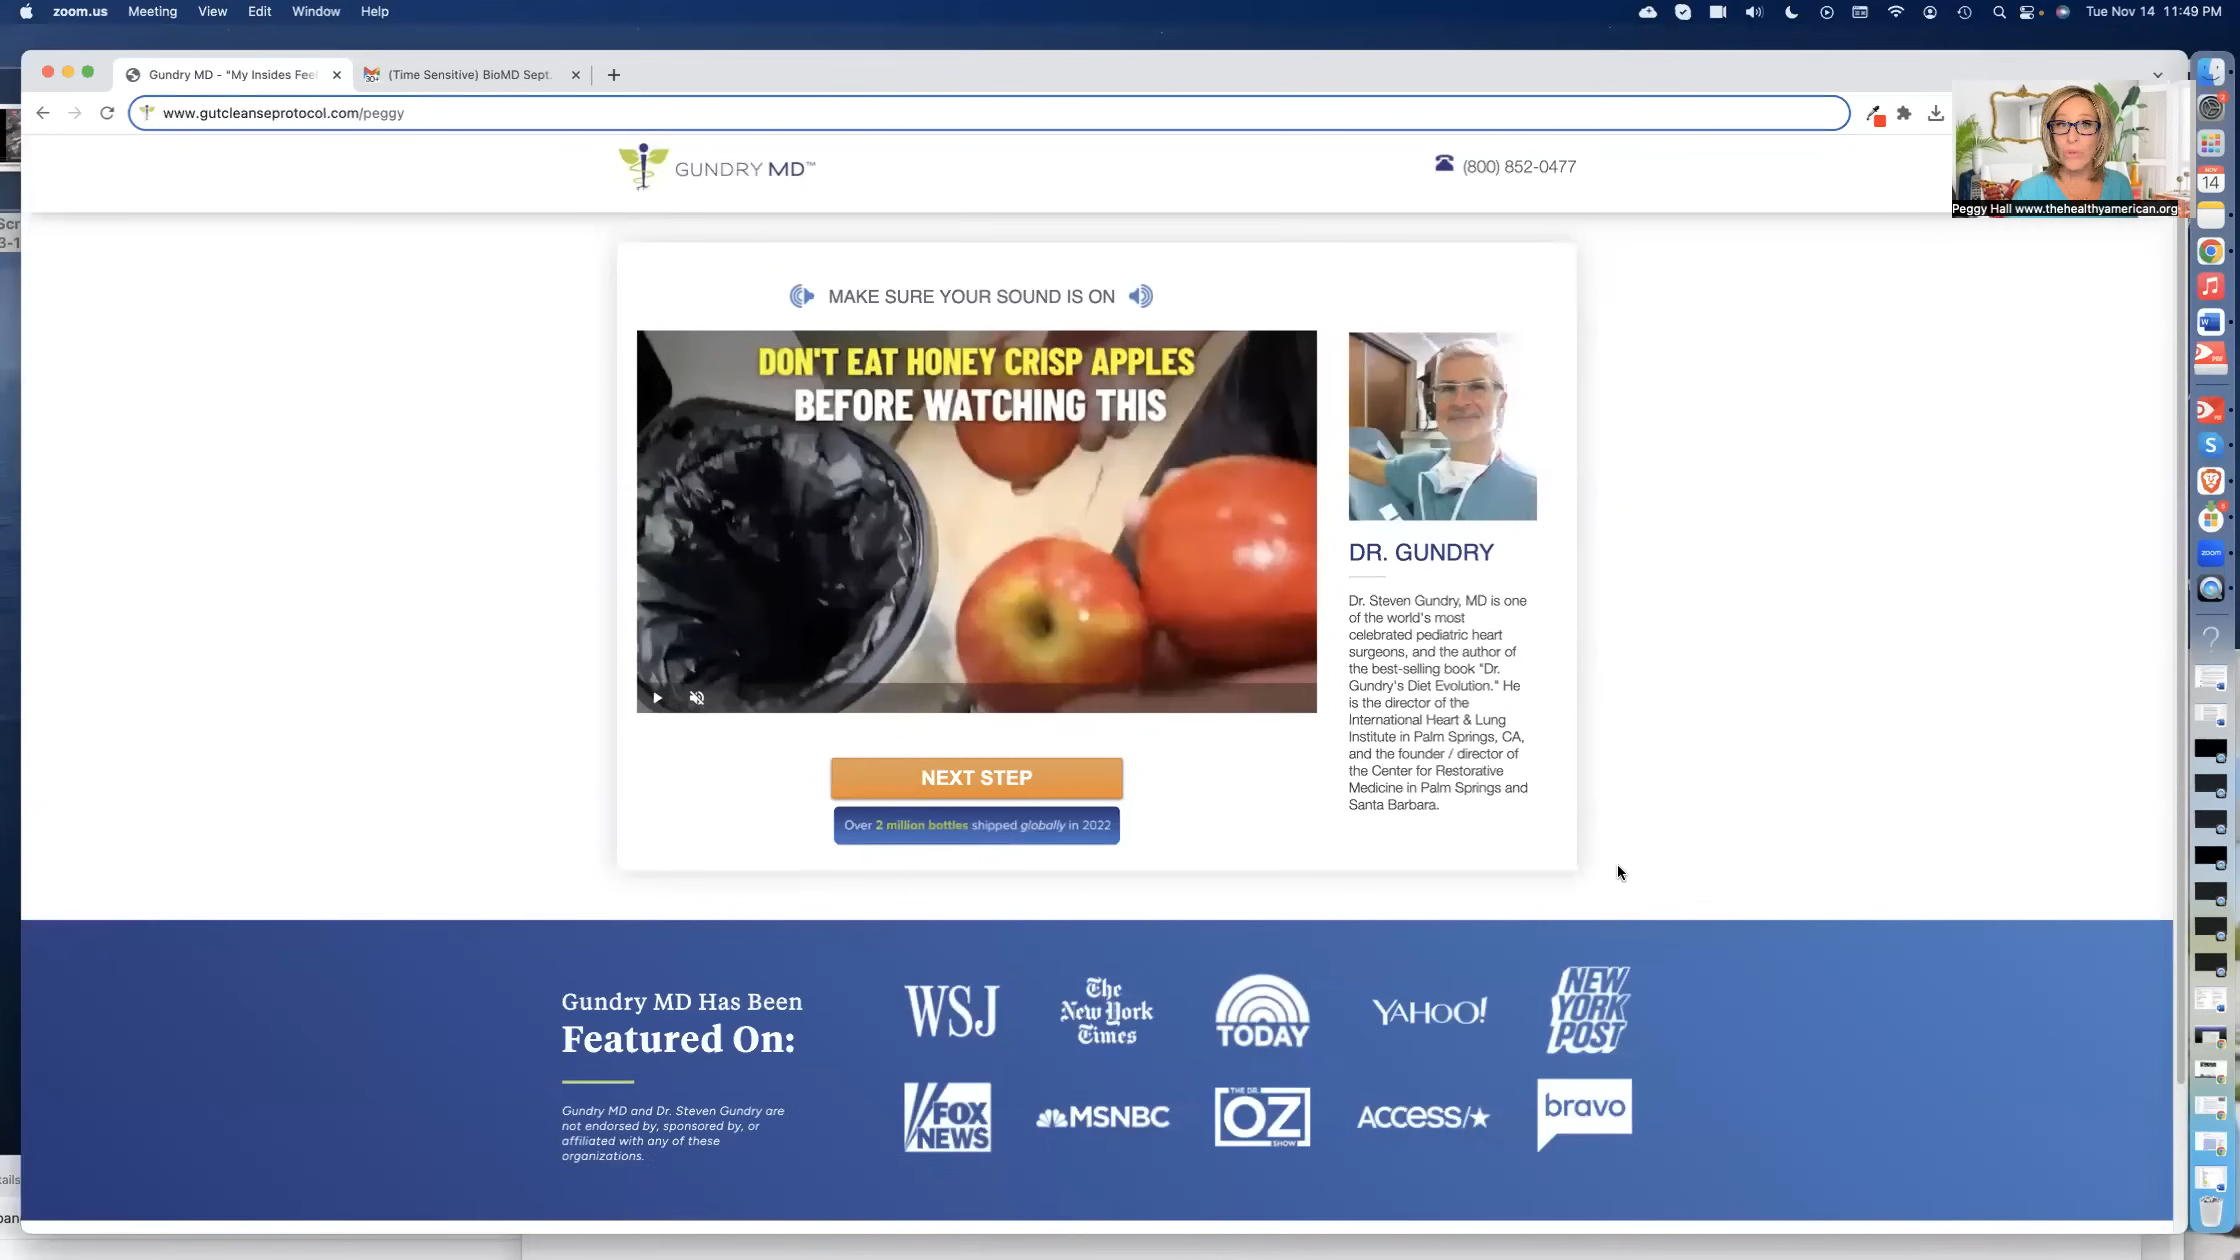 zoom.us Meeting View Edit Window Help
Tue Nov 14 11:49 PM
Gundry MD - "My Insides Feel
(Time Sensitive) BioMD Sept.
www.gutcleanseprotocol.com/peggy
GUNDRY MD™
(800) 852-0477
Peggy Hall www.thehealthyamerican.org
MAKE SURE YOUR SOUND IS ON
DON'T EAT HONEY CRISP APPLES
BEFORE WATCHING THIS
NEXT STEP
Over 2 million bottles shipped globally in 2022
DR. GUNDRY
Dr. Steven Gundry, MD is one
of the world's most
celebrated pediatric heart
surgeons, and the author of
the best-selling book "Dr.
Gundry's Diet Evolution." He
is the director of the
International Heart & Lung
Institute in Palm Springs, CA,
and the founder / director of
the Center for Restorative
Medicine in Palm Springs and
Santa Barbara.
Gundry MD Has Been
Featured On:
Gundry MD and Dr. Steven Gundry are
not endorsed by, sponsored by, or
affiliated with any of these
organizations.
WSJ
The
New York
Times
TODAY
YAHOO!
NEW
YORK
POST
FOX
NEWS
MSNBC
THE DR.
OZ
SHOW
ACCESS/
bravo
NOV
14
zoom